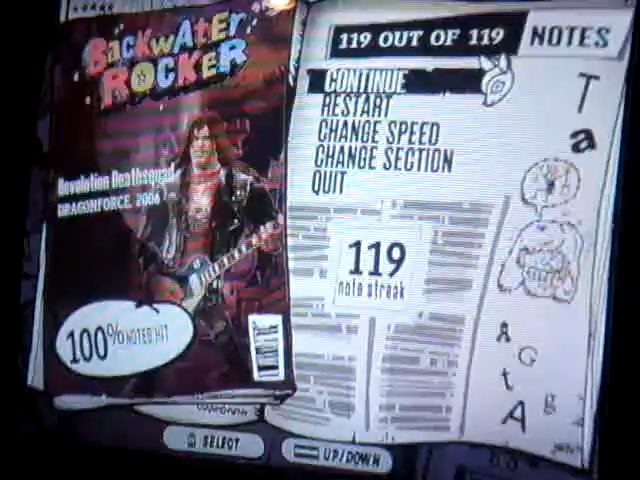 BACKWATER
ROCKER
119 OUT OF 119 NOTES
CONTINUE
RESTART
CHANGE SPEED
CHANGE SECTION
QUIT
Revolution Deathsquad
DRAGONFORCE, 2006
119
note streak
100% NOTES HIT
T
a
R
G
t
g
A
SELECT
UP/DOWN